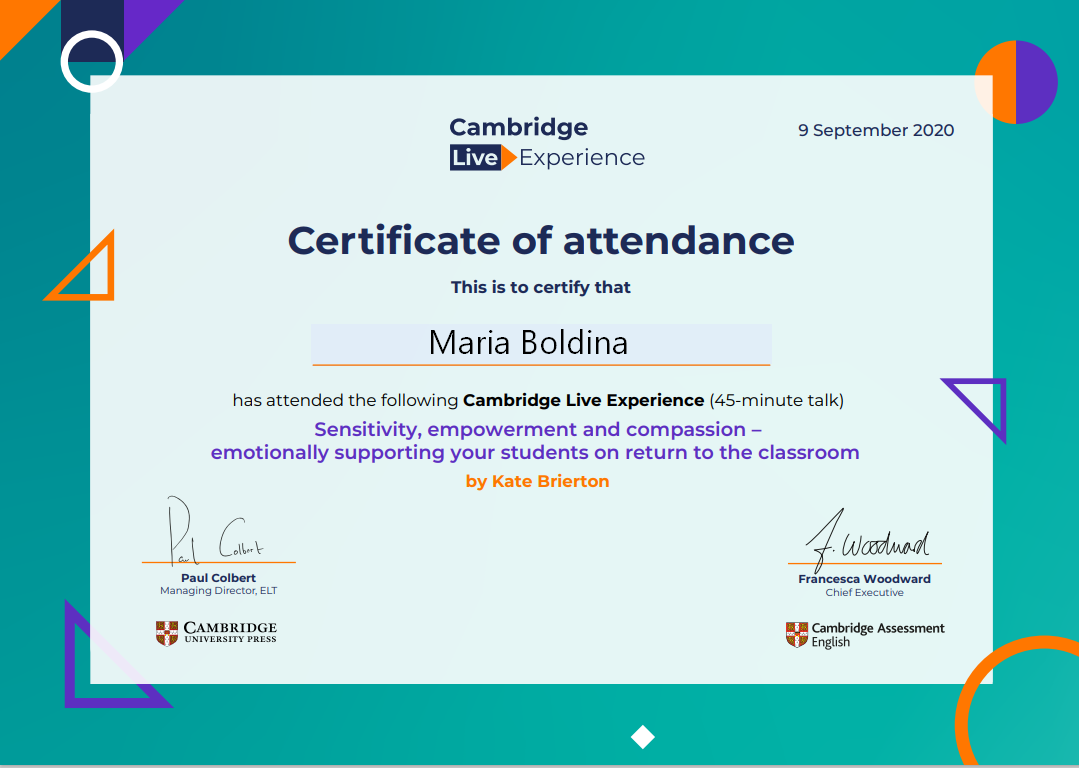 Cambridge
Live Experience
9 September 2020
Certificate of attendance
This is to certify that
Maria Boldina
has attended the following Cambridge Live Experience (45-minute talk)
Sensitivity, empowerment and compassion –
emotionally supporting your students on return to the classroom
by Kate Brierton
Paul Colbert
Paul Colbert
Managing Director, ELT
CAMBRIDGE
UNIVERSITY PRESS
F. Woodward
Francesca Woodward
Chief Executive
Cambridge Assessment
English